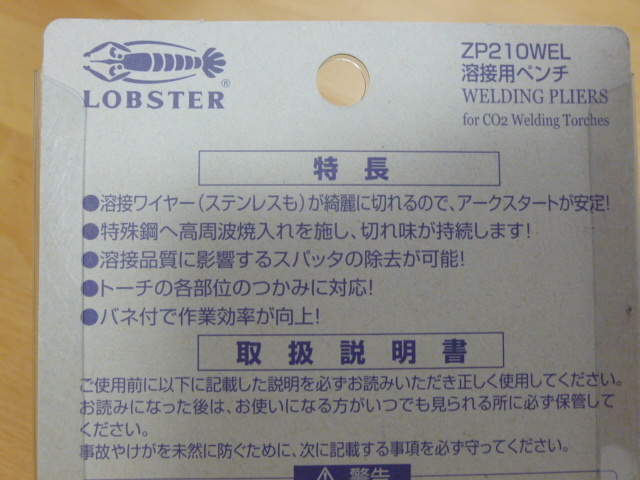 LOBSTER®
ZP210WEL
溶接用ペンチ
WELDING PLIERS
for CO2 Welding Torches
特長
●溶接ワイヤー(ステンレスも)が綺麗に切れるので、アークスタートが安定!
●特殊鋼へ高周波焼入れを施し、切れ味が持続します!
●溶接品質に影響するスパッタの除去が可能!
●トーチの各部位のつかみに対応!
●バネ付で作業効率が向上!
取扱説明書
ご使用前に以下に記載した説明を必ずお読みいただき正しく使用してください。
お読みになった後は、お使いになる方がいつでも見られる所に必ず保管して
ください。
事故やけがを未然に防ぐために、次に記載する事項を必ず守ってください。
警告